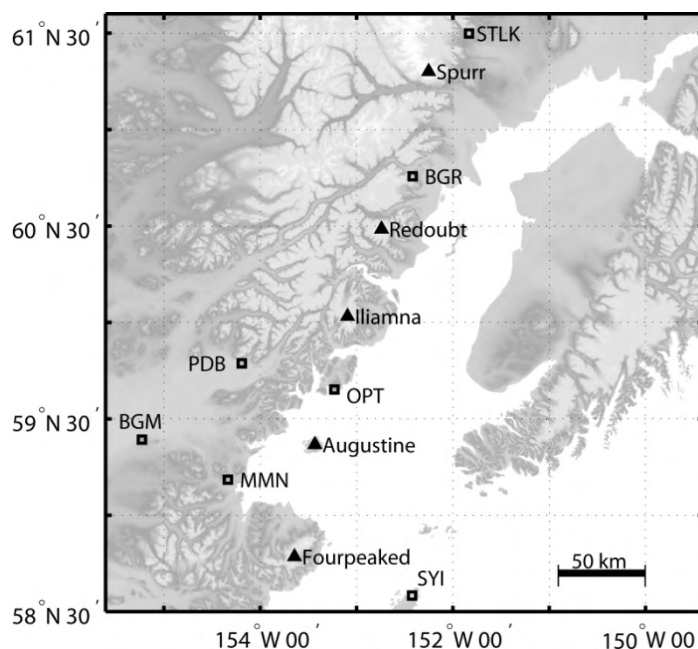 61° 30′
STLK
Spurr
BGR
60° 30′
Redoubt
Iliamna
PDB
OPT
59° 30′
BGM
Augustine
MMN
Fourpeaked
50 km
SYI
58° 30′
154°W 00′
152°W 00′
150°W 00′